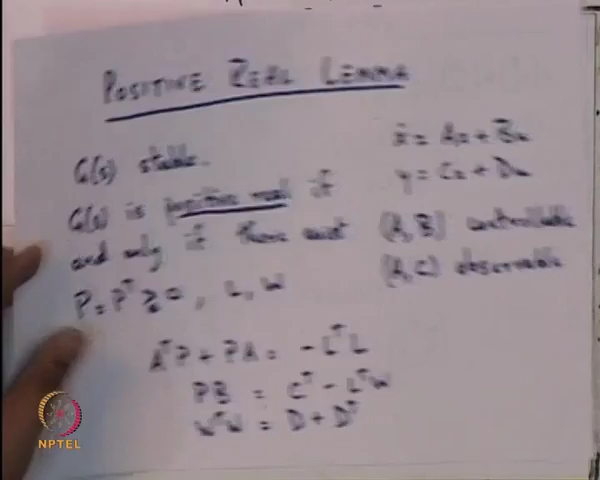 POSITIVE REAL LEMMA
G(s) stable.
ẋ = Ax + Bu
y = Cx + Du
G(s) is positive real if
and only if there exist
(A, B) controllable
(A, C) observable
P = Pᵀ ≥ 0, L, W
AᵀP + PA = -LᵀL
PB = Cᵀ - LᵀW
WᵀW = D + Dᵀ
NPTEL